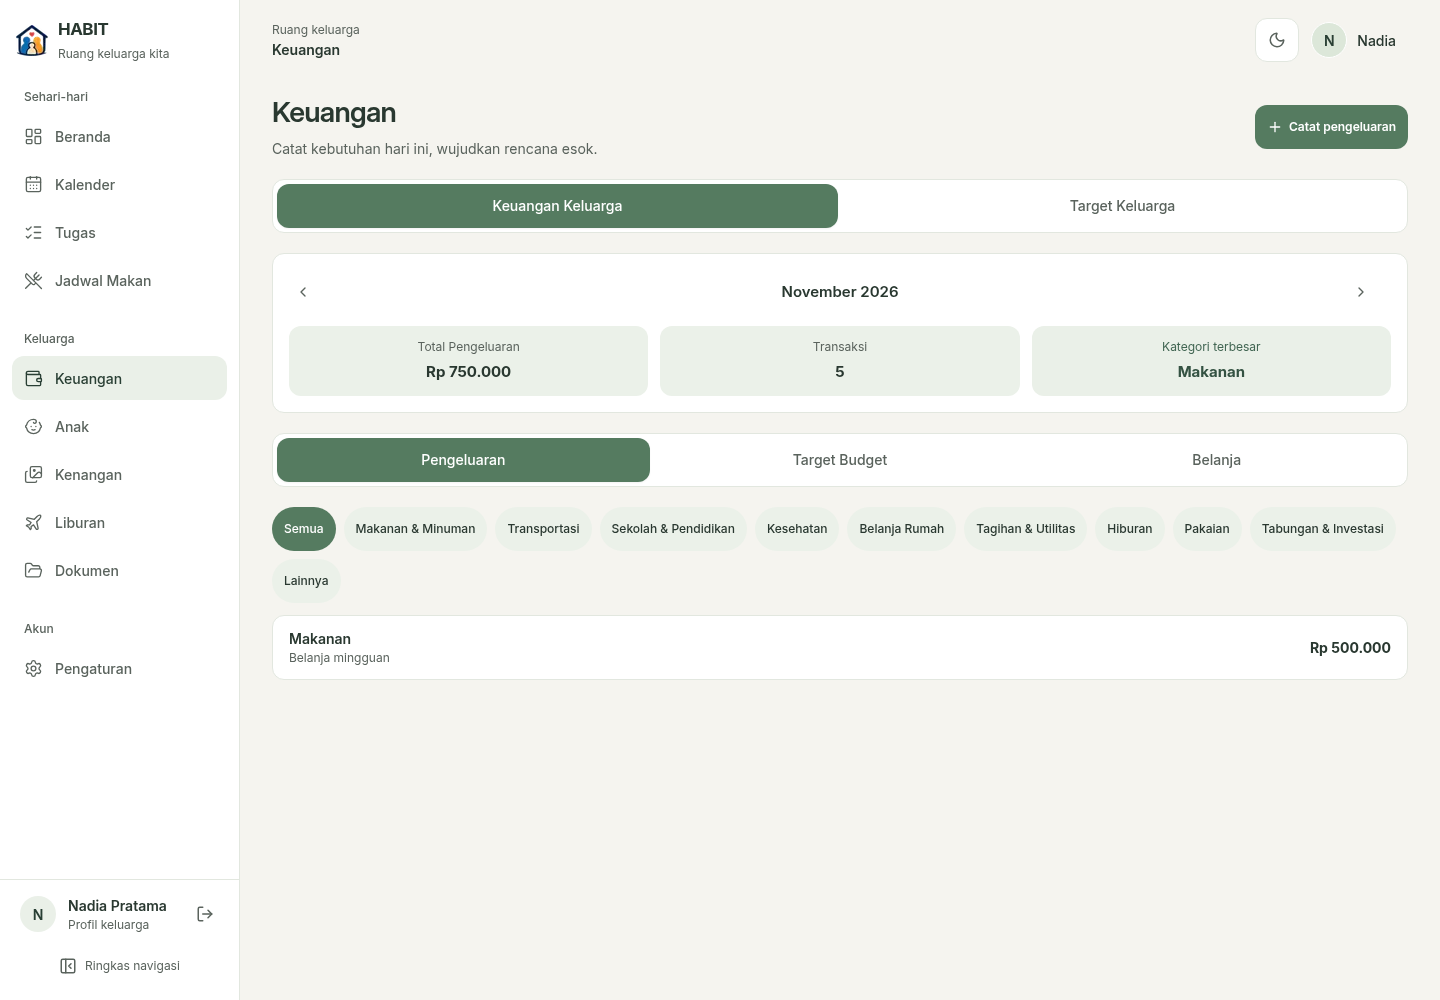 HABIT
Ruang keluarga kita
Sehari-hari
Beranda
Kalender
Tugas
Jadwal Makan
Keluarga
Keuangan
Anak
Kenangan
Liburan
Dokumen
Akun
Pengaturan
N
Nadia Pratama
Profil keluarga
Ringkas navigasi
Ruang keluarga
Keuangan
N
Nadia
Keuangan
Catat kebutuhan hari ini, wujudkan rencana esok.
Catat pengeluaran
Keuangan Keluarga
Target Keluarga
November 2026
Total Pengeluaran
Rp 750.000
Transaksi
5
Kategori terbesar
Makanan
Pengeluaran
Target Budget
Belanja
Semua
Makanan & Minuman
Transportasi
Sekolah & Pendidikan
Kesehatan
Belanja Rumah
Tagihan & Utilitas
Hiburan
Pakaian
Tabungan & Investasi
Lainnya
Makanan
Belanja mingguan
Rp 500.000